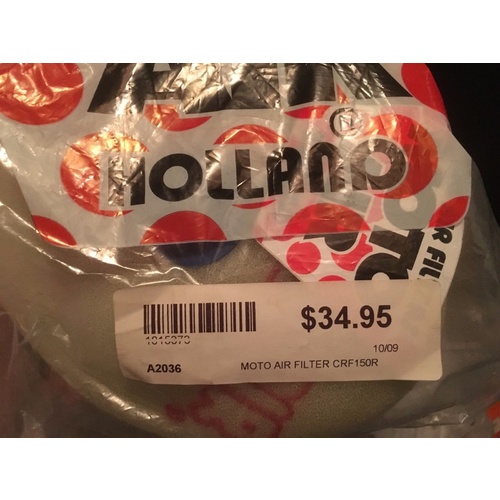 HOLLAND®
$34.95
1015373
10/09
A2036
MOTO AIR FILTER CRF150R